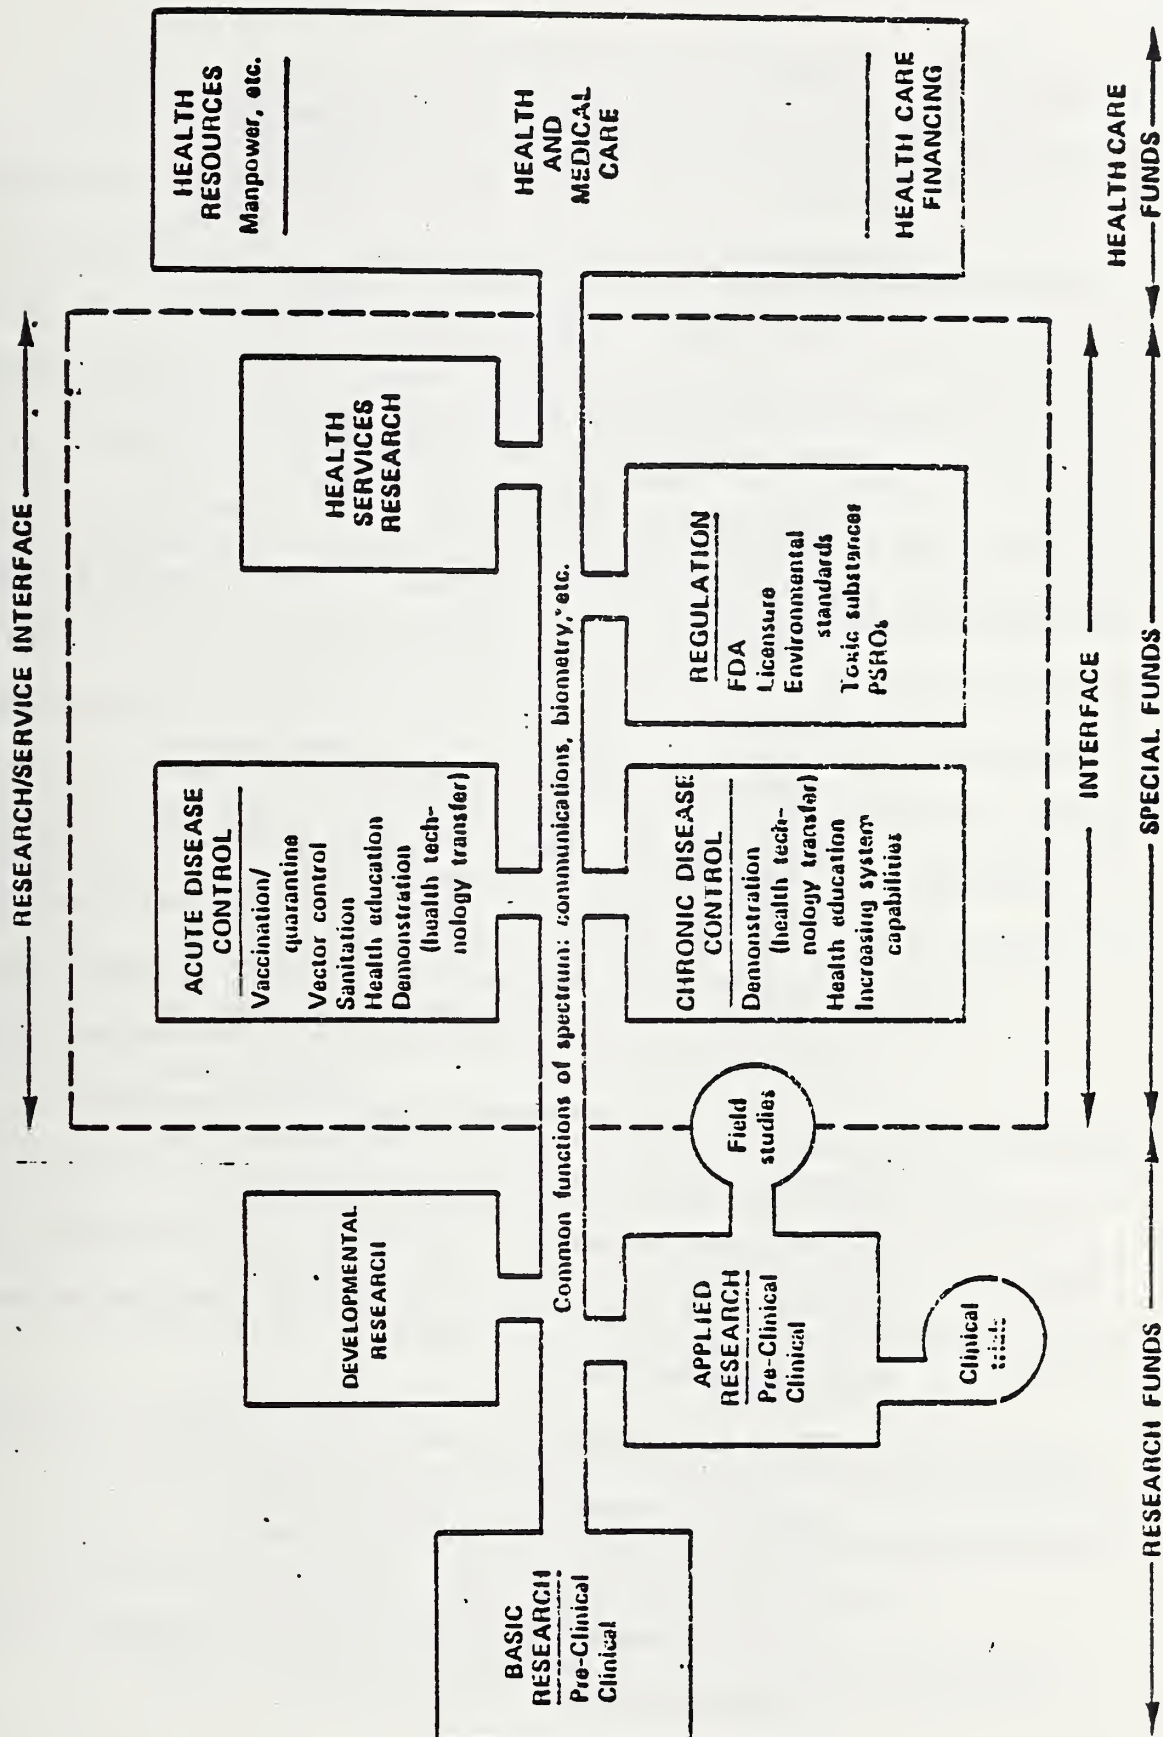 RESEARCH/SERVICE INTERFACE
BASIC
RESEARCH
Pre-Clinical
Clinical
DEVELOPMENTAL
RESEARCH
APPLIED
RESEARCH
Pre-Clinical
Clinical
Clinical
Field
studies
Common functions of spectrum: communications, biometry, etc.
ACUTE DISEASE
CONTROL
Vaccination/
quarantine
Vector control
Sanitation
Health education
Demonstration
(health tech-
nology transfer)
CHRONIC DISEASE
CONTROL
Demonstration
(health tech-
nology transfer)
Health education
Increasing system
capabilities
HEALTH
SERVICES
RESEARCH
REGULATION
FDA
Licensure
Environmental
standards
Toxic substances
PSROs
HEALTH
RESOURCES
Manpower, etc.
HEALTH
AND
MEDICAL
CARE
HEALTH CARE
FINANCING
INTERFACE
RESEARCH FUNDS
SPECIAL FUNDS
HEALTH CARE
FUNDS